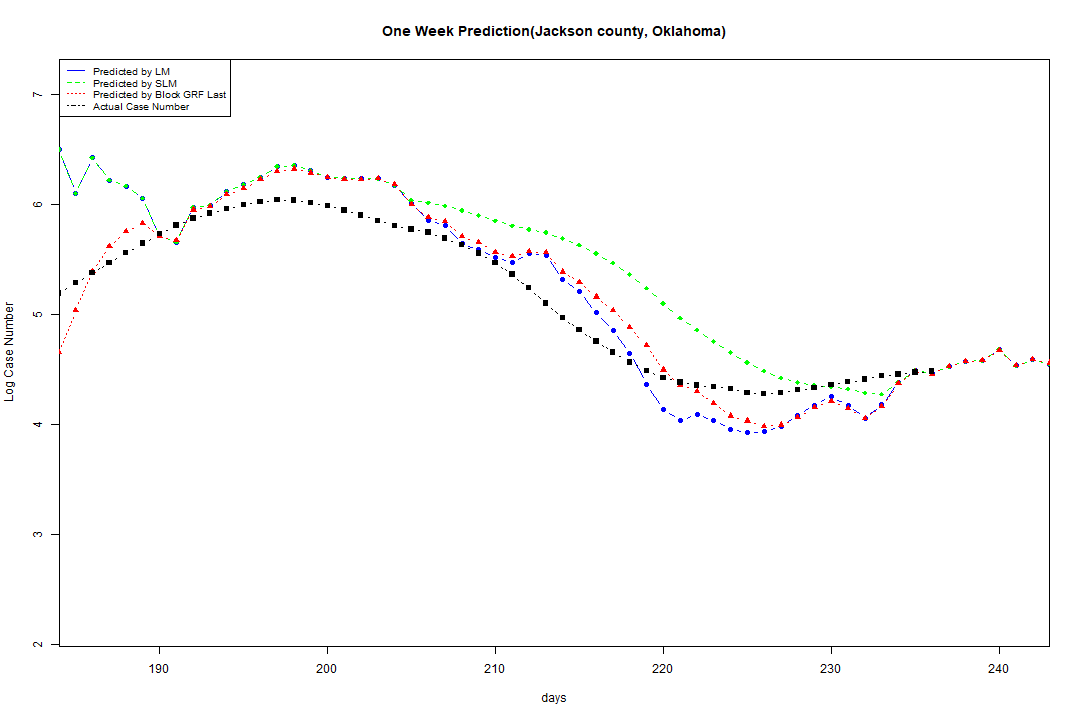 One Week Prediction(Jackson county, Oklahoma)
Predicted by LM
Predicted by SLM
Predicted by Block GRF Last
Actual Case Number
7
6
5
4
3
2
Log Case Number
190 200 210 220 230 240
days